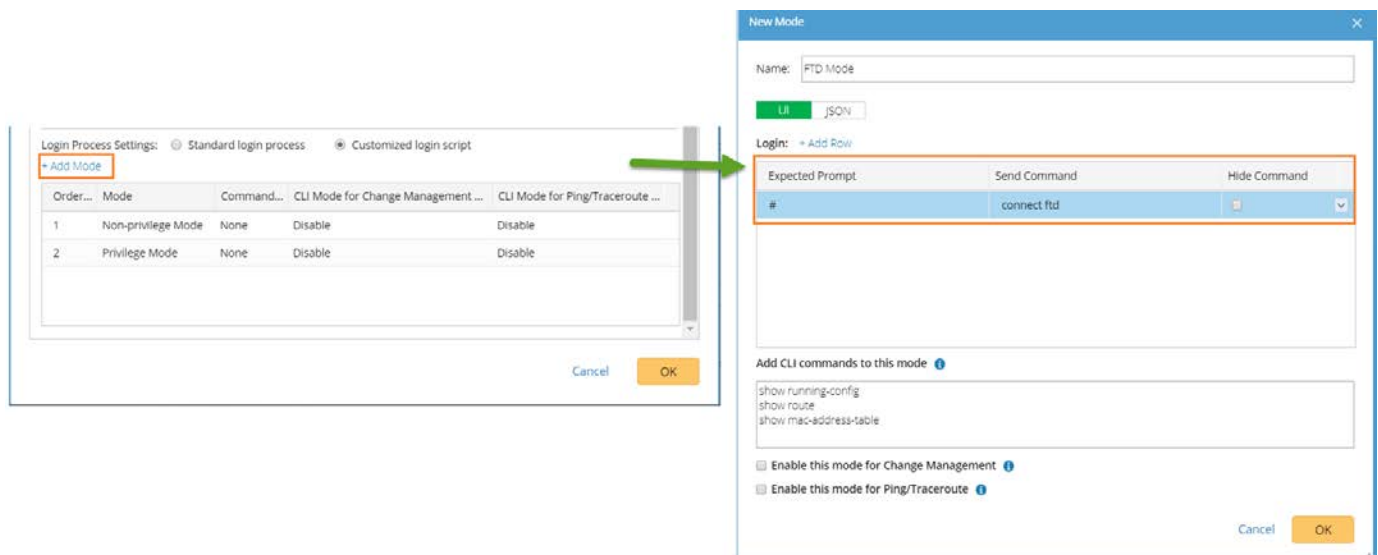 Login Process Settings: Standard login process Customized login script
+ Add Mode
Order... Mode Command... CLI Mode for Change Management ... CLI Mode for Ping/Traceroute ...
1 Non-privilege Mode None Disable Disable
2 Privilege Mode None Disable Disable
Cancel OK
New Mode
Name: FTD Mode
UI JSON
Login: + Add Row
Expected Prompt Send Command Hide Command
# connect ftd
Add CLI commands to this mode
show running-config
show route
show mac-address-table
Enable this mode for Change Management
Enable this mode for Ping/Traceroute
Cancel OK